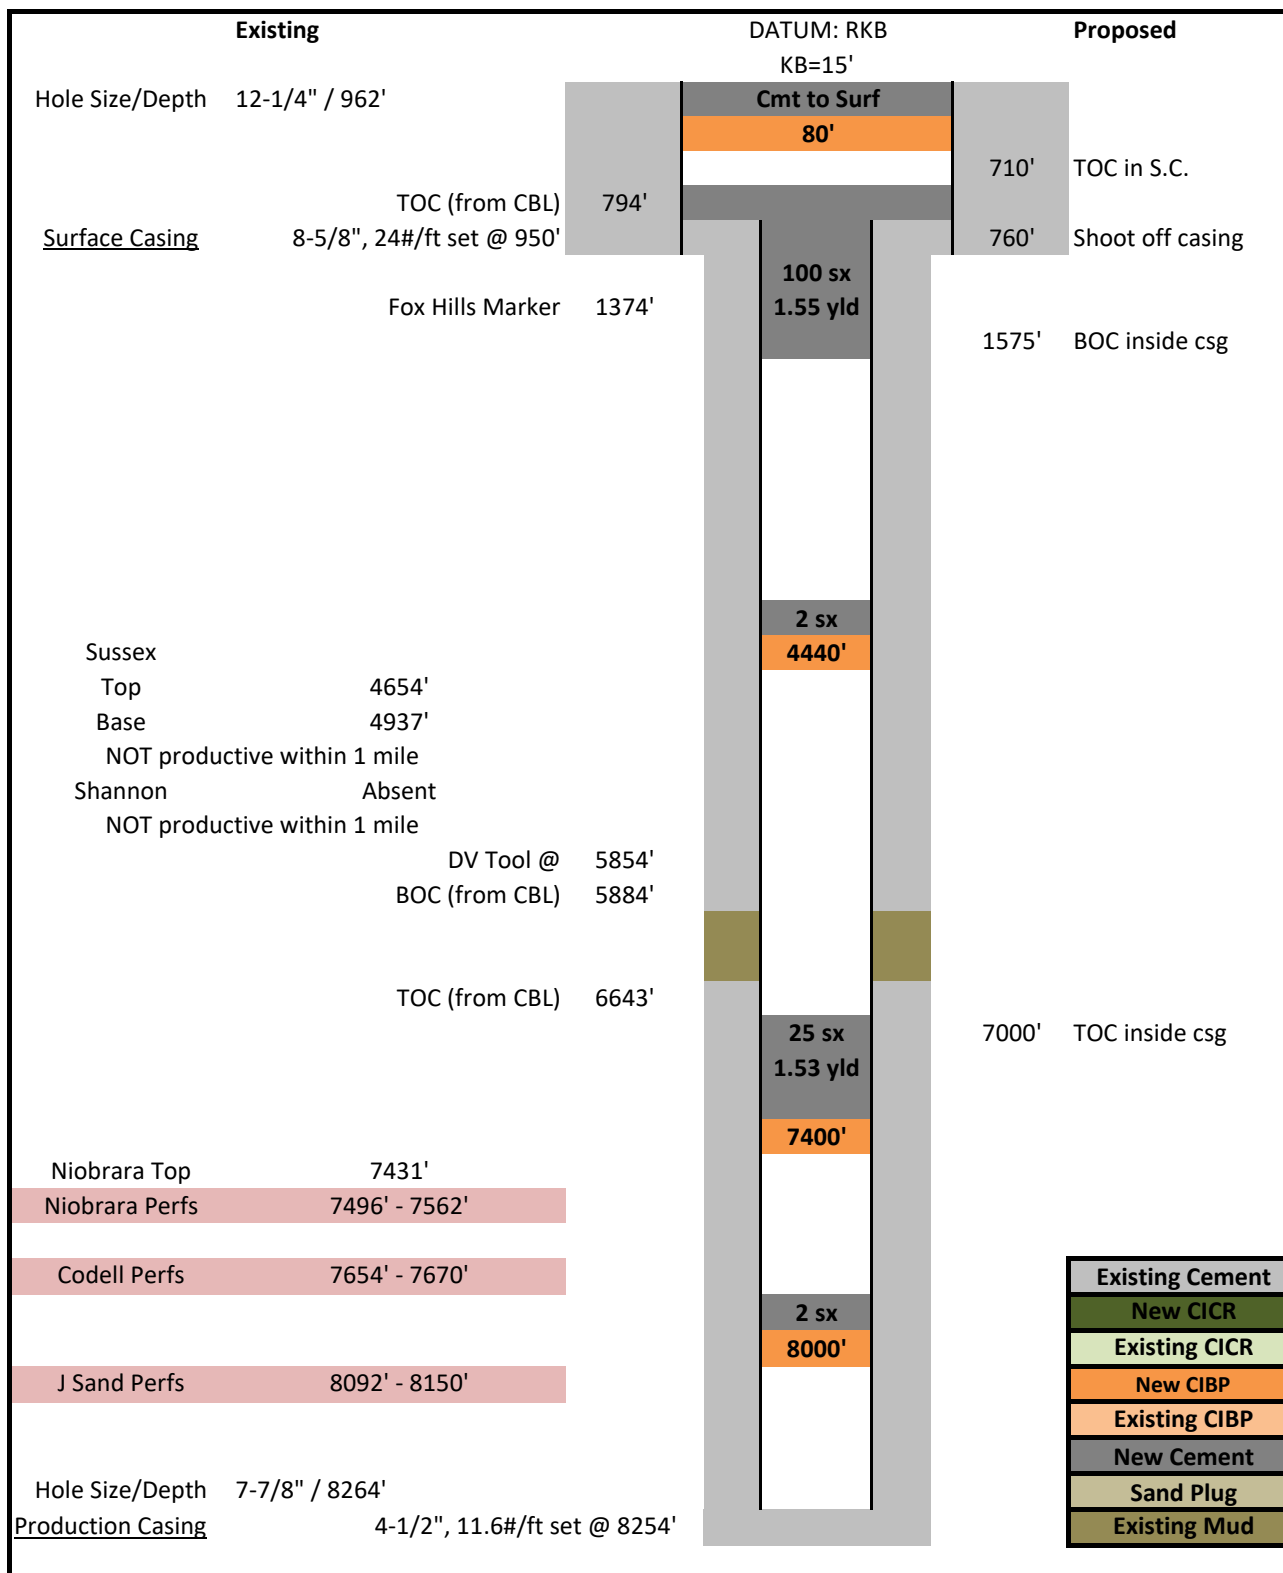 Existing DATUM: RKB Proposed
KB=15'
Hole Size/Depth 12-1/4" / 962' Cmt to Surf
80'
710' TOC in S.C.
TOC (from CBL) 794'
Surface Casing 8-5/8", 24#/ft set @ 950' 760' Shoot off casing
100 sx
Fox Hills Marker 1374' 1.55 yld
1575' BOC inside csg
2 sx
Sussex 4440'
Top 4654'
Base 4937'
NOT productive within 1 mile
Shannon Absent
NOT productive within 1 mile
DV Tool @ 5854'
BOC (from CBL) 5884'
TOC (from CBL) 6643'
25 sx 7000' TOC inside csg
1.53 yld
7400'
Niobrara Top 7431'
Niobrara Perfs 7496' - 7562'
Codell Perfs 7654' - 7670' Existing Cement
2 sx New CICR
8000' Existing CICR
J Sand Perfs 8092' - 8150' New CIBP
Existing CIBP
New Cement
Hole Size/Depth 7-7/8" / 8264' Sand Plug
Production Casing 4-1/2", 11.6#/ft set @ 8254' Existing Mud